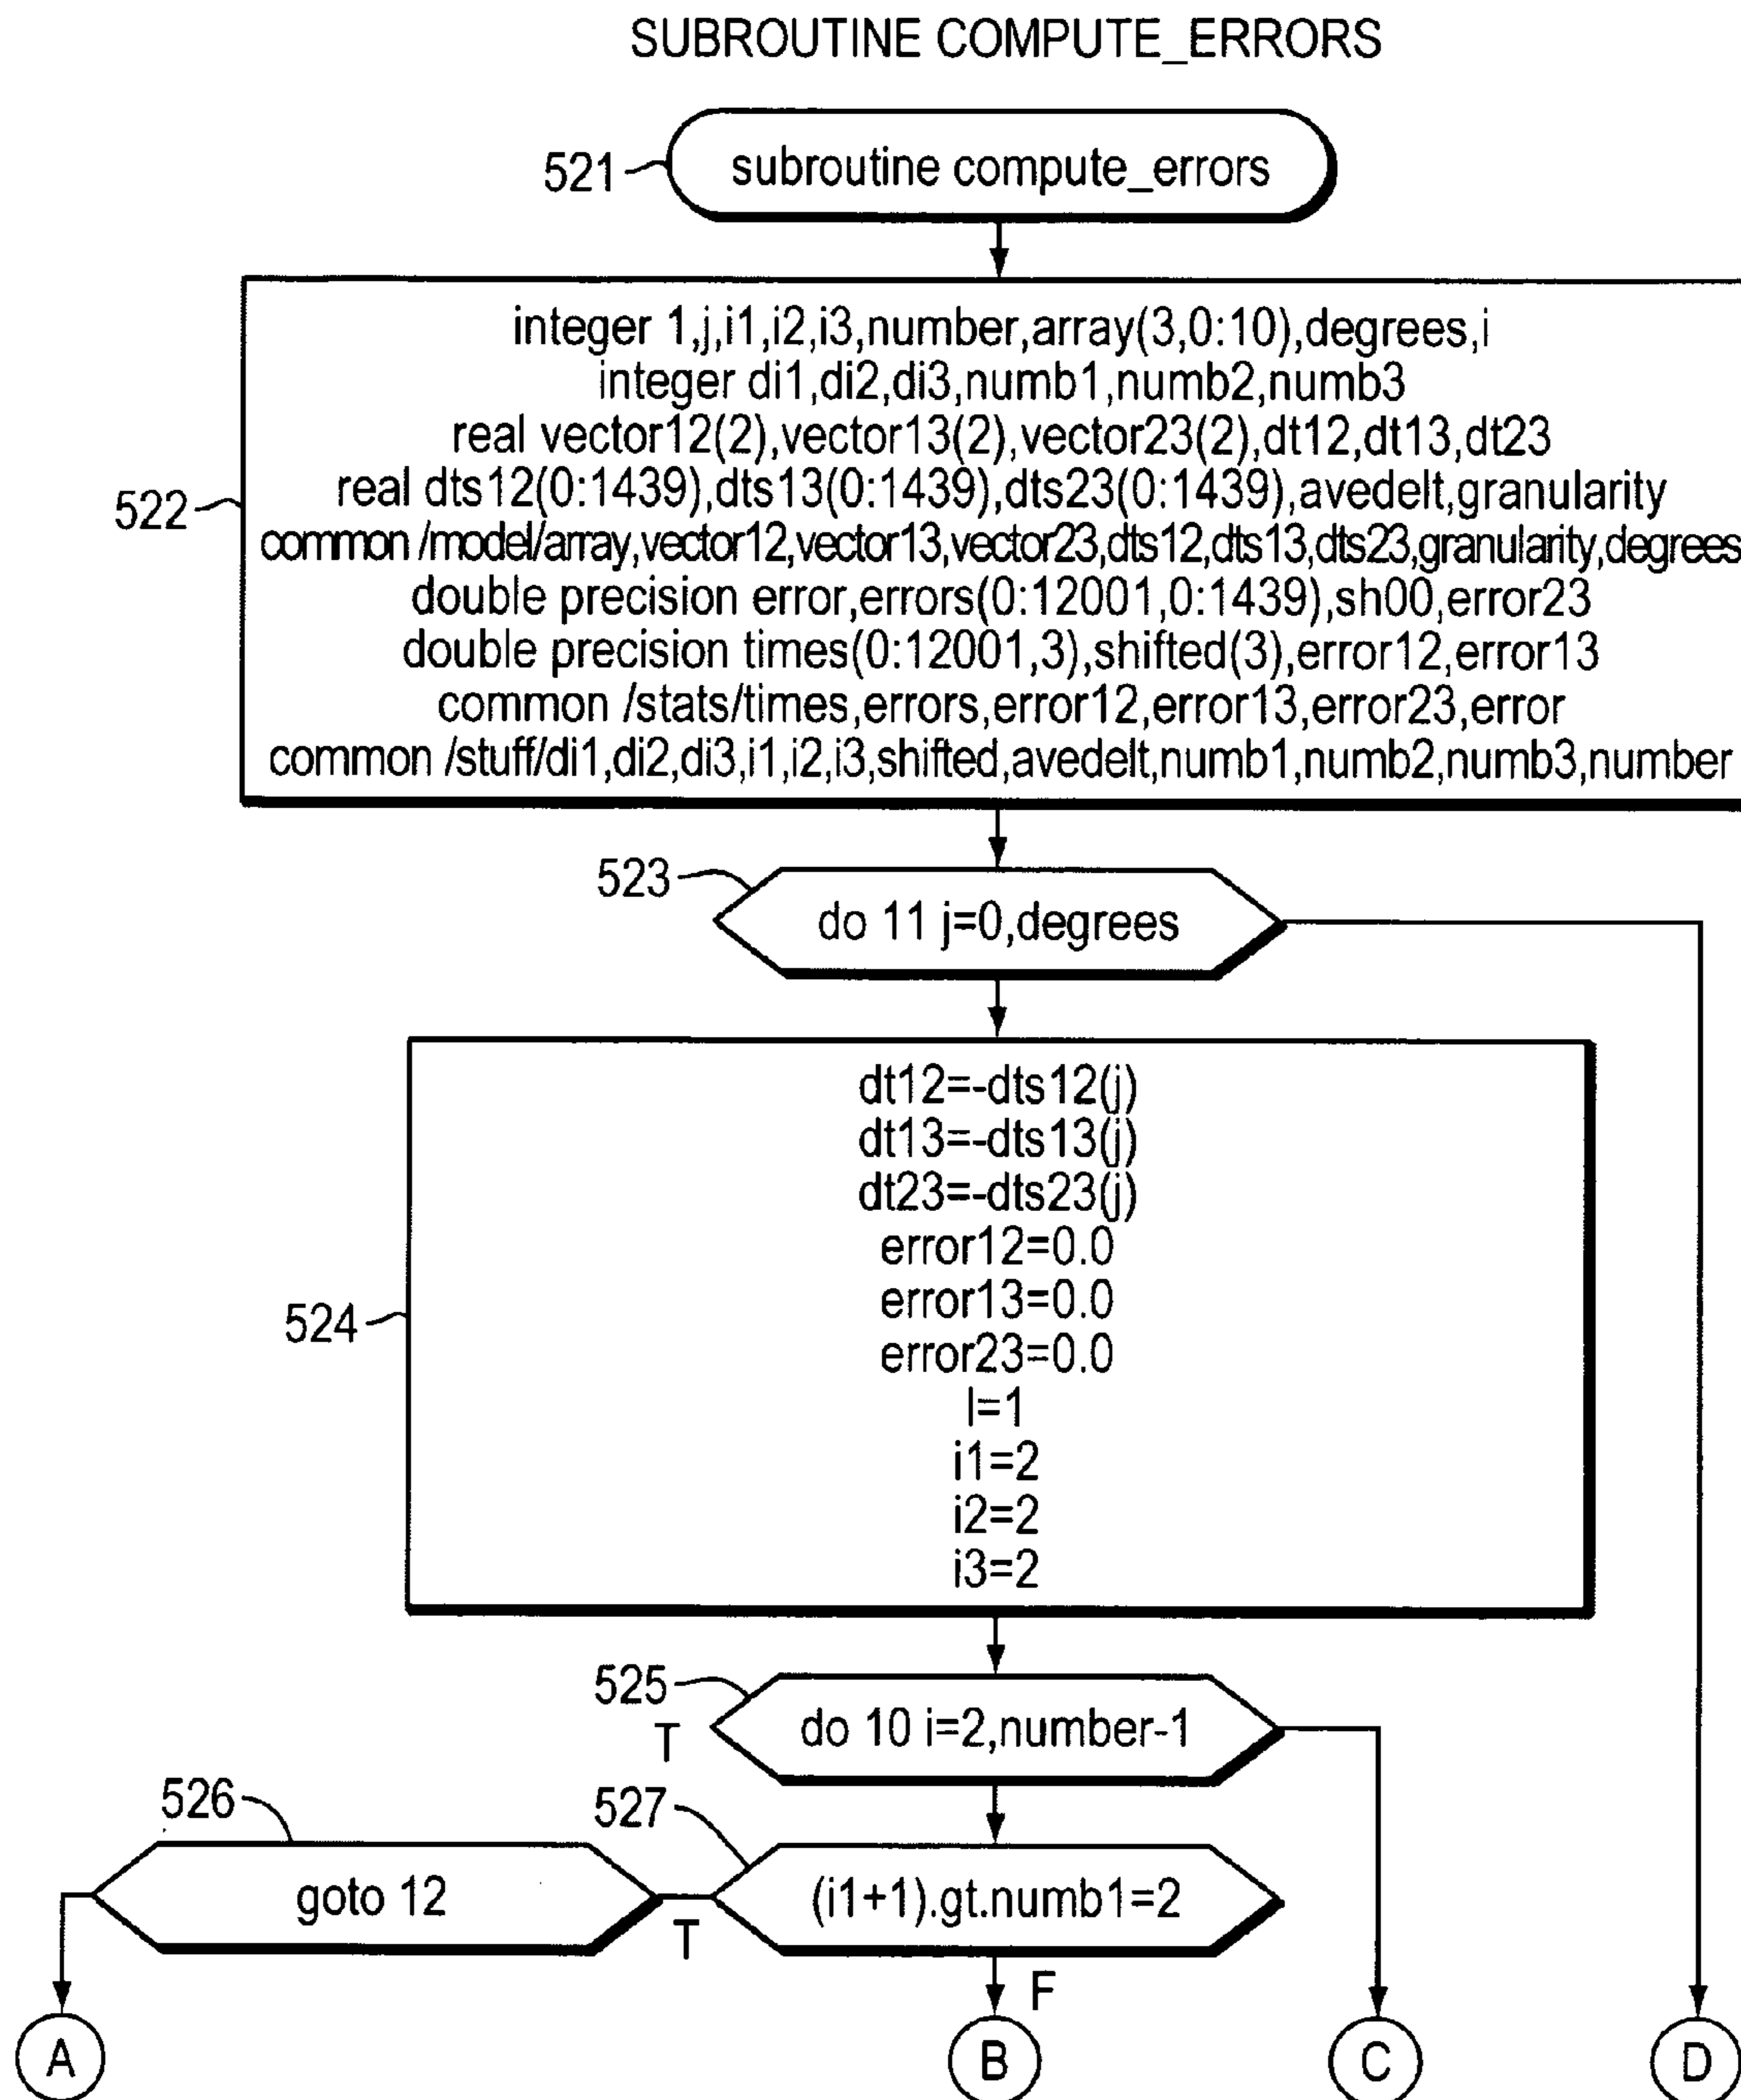 SUBROUTINE COMPUTE_ERRORS
521
subroutine compute_errors
522
integer 1,j,i1,i2,i3,number,array(3,0:10),degrees,i
integer di1,di2,di3,numb1,numb2,numb3
real vector12(2),vector13(2),vector23(2),dt12,dt13,dt23
real dts12(0:1439),dts13(0:1439),dts23(0:1439),avedelt,granularity
common /model/array,vector12,vector13,vector23,dts12,dts13,dts23,granularity,degrees
double precision error,errors(0:12001,0:1439),sh00,error23
double precision times(0:12001,3),shifted(3),error12,error13
common /stats/times,errors,error12,error13,error23,error
common /stuff/di1,di2,di3,i1,i2,i3,shifted,avedelt,numb1,numb2,numb3,number
523
do 11 j=0,degrees
524
dt12=-dts12(j)
dt13=-dts13(j)
dt23=-dts23(j)
error12=0.0
error13=0.0
error23=0.0
l=1
i1=2
i2=2
i3=2
525
T
do 10 i=2,number-1
526
goto 12
527
T
(i1+1).gt.numb1=2
F
A
B
C
D